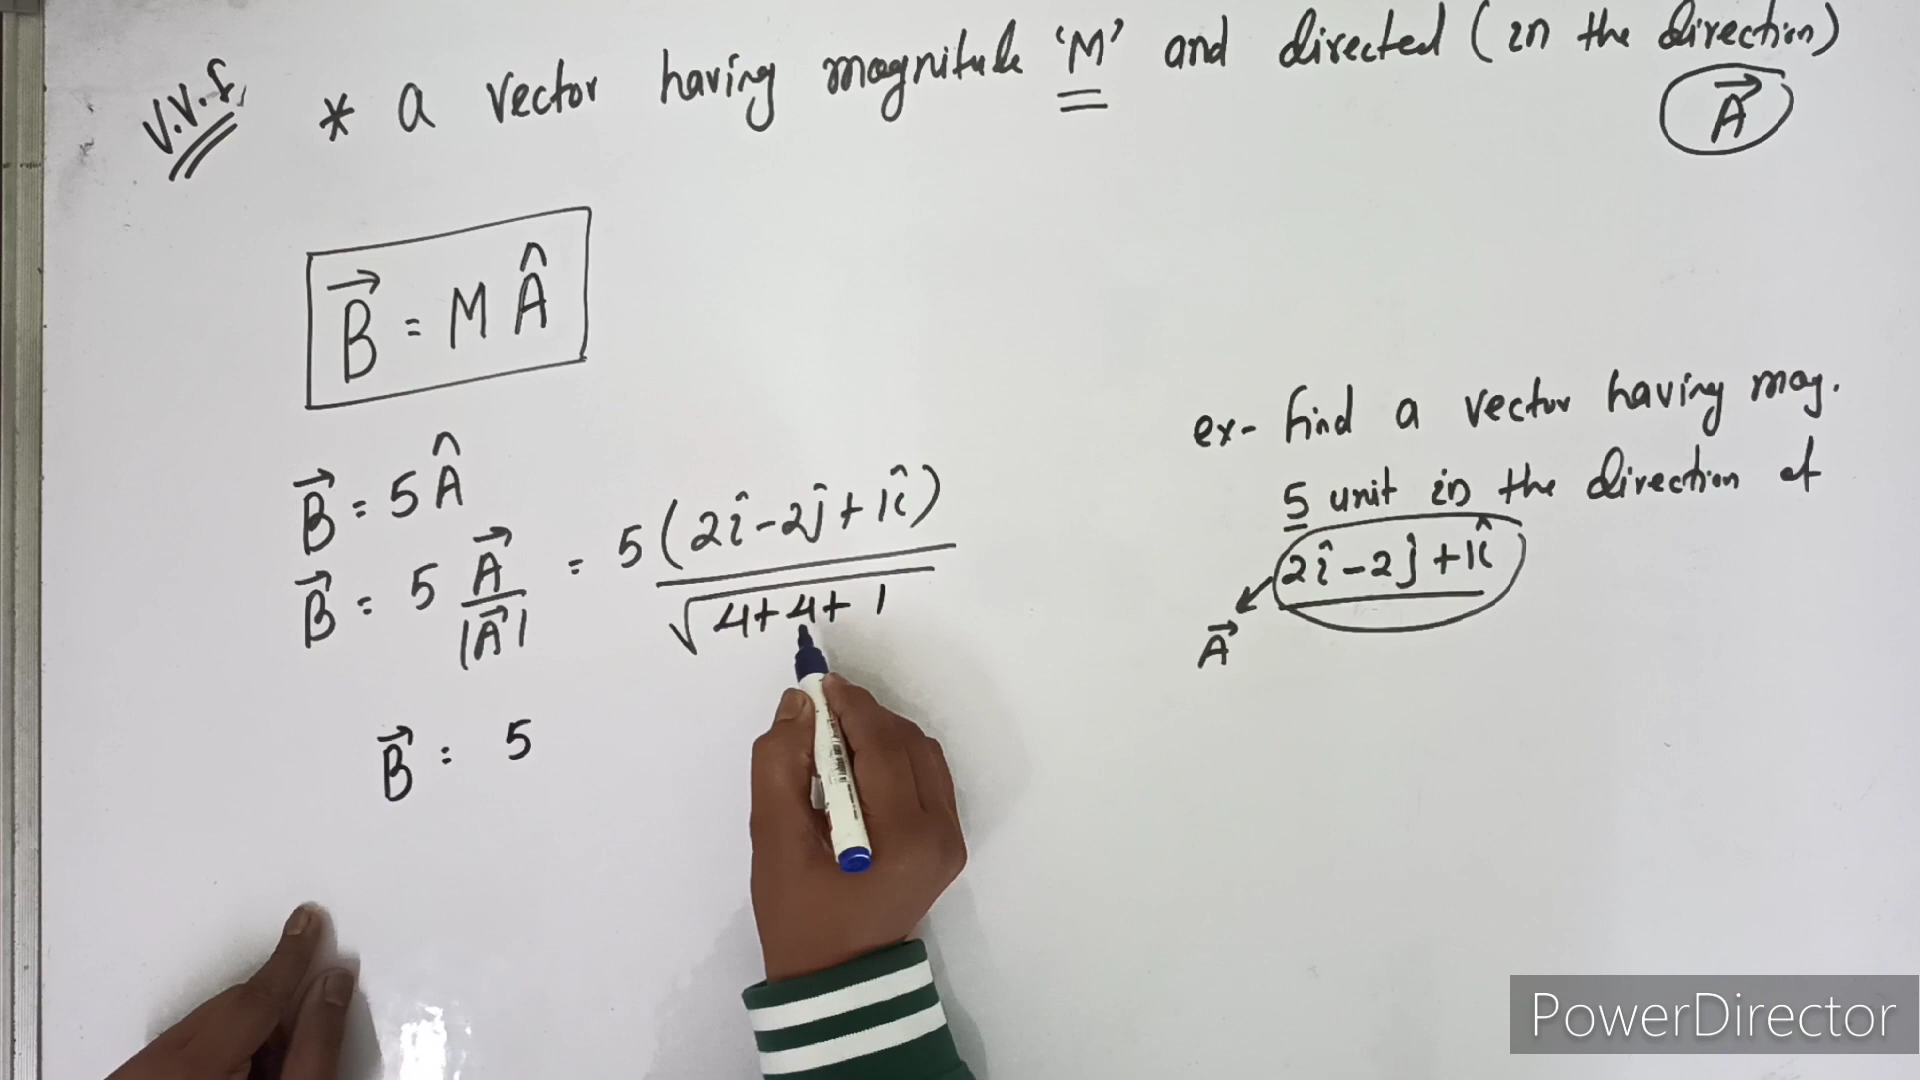 V.V.I.
* a vector having magnitude 'M' and directed (in the direction)
A⃗
B⃗ = M Â
ex- find a vector having mag.
5 unit in the direction of
2î - 2ĵ + k̂
A⃗
B⃗ = 5 Â
B⃗ = 5 A⃗ / |A⃗| = 5 (2î - 2ĵ + k̂) / √4+4+1
B⃗ = 5
PowerDirector